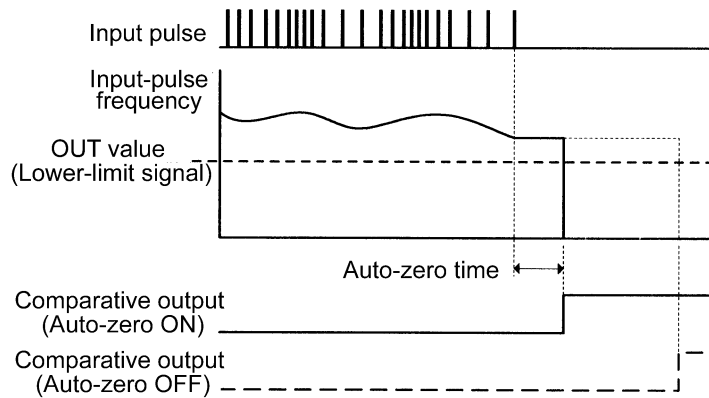 Input pulse
Input-pulse
frequency
OUT value
(Lower-limit signal)
Auto-zero time
Comparative output
(Auto-zero ON)
Comparative output
(Auto-zero OFF)